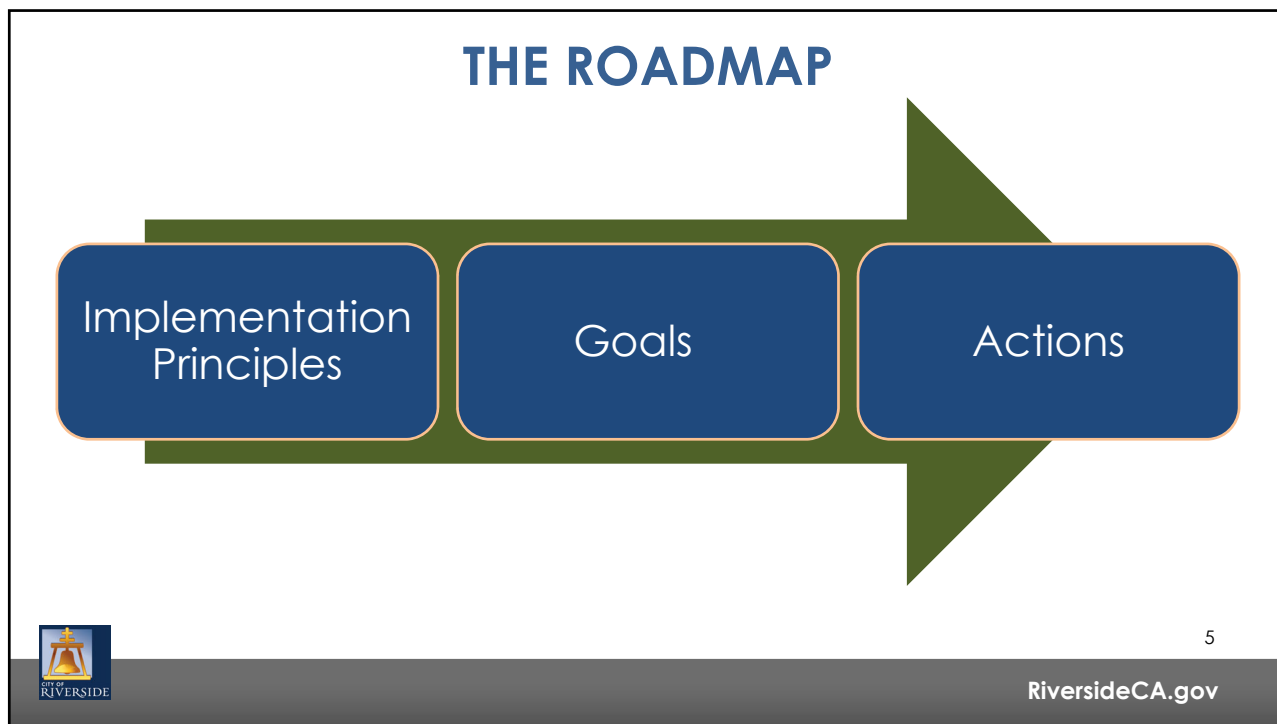 THE ROADMAP
Implementation
Principles
Goals
Actions
5
CITY OF
RIVERSIDE
RiversideCA.gov